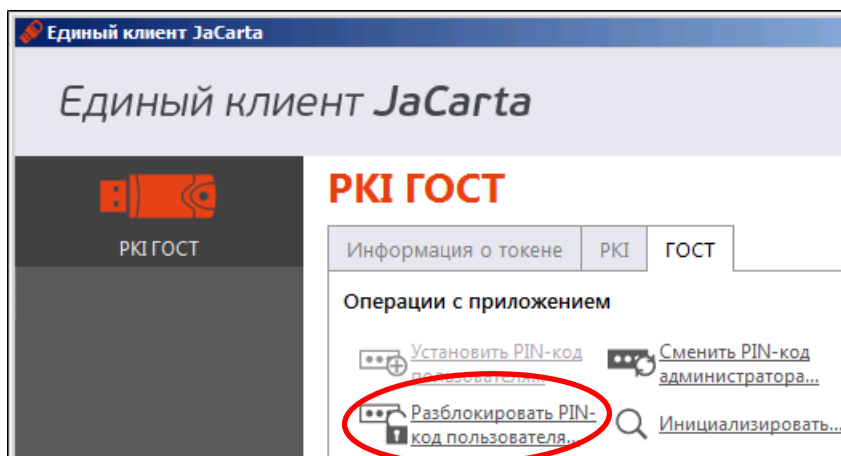 Единый клиент JaCarta
Единый клиент JaCarta
PKI ГОСТ
PKI ГОСТ
Информация о токене PKI ГОСТ
Операции с приложением
Установить PIN-код
пользователя...
Сменить PIN-код
администратора...
Разблокировать PIN-
код пользователя...
Инициализировать...